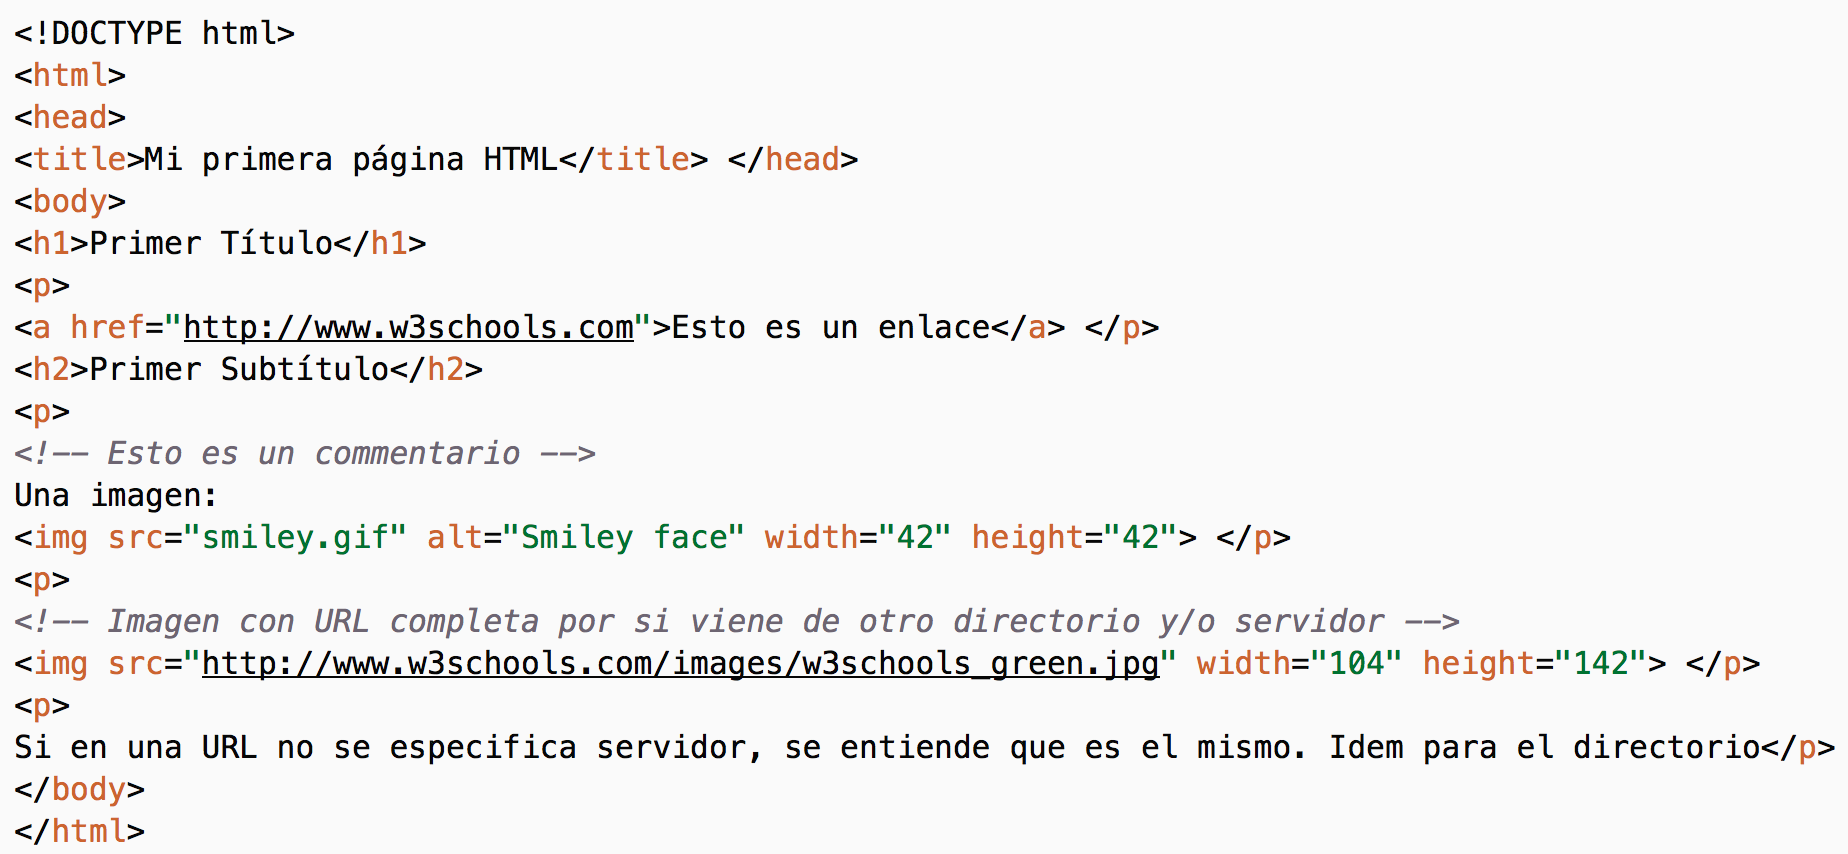 <!DOCTYPE html>
<html>
<head>
<title>Mi primera página HTML</title> </head>
<body>
<h1>Primer Título</h1>
<p>
<a href="http://www.w3schools.com">Esto es un enlace</a> </p>
<h2>Primer Subtítulo</h2>
<p>
<!-- Esto es un commentario -->
Una imagen:
<img src="smiley.gif" alt="Smiley face" width="42" height="42"> </p>
<p>
<!-- Imagen con URL completa por si viene de otro directorio y/o servidor -->
<img src="http://www.w3schools.com/images/w3schools_green.jpg" width="104" height="142"> </p>
<p>
Si en una URL no se especifica servidor, se entiende que es el mismo. Idem para el directorio</p>
</body>
</html>